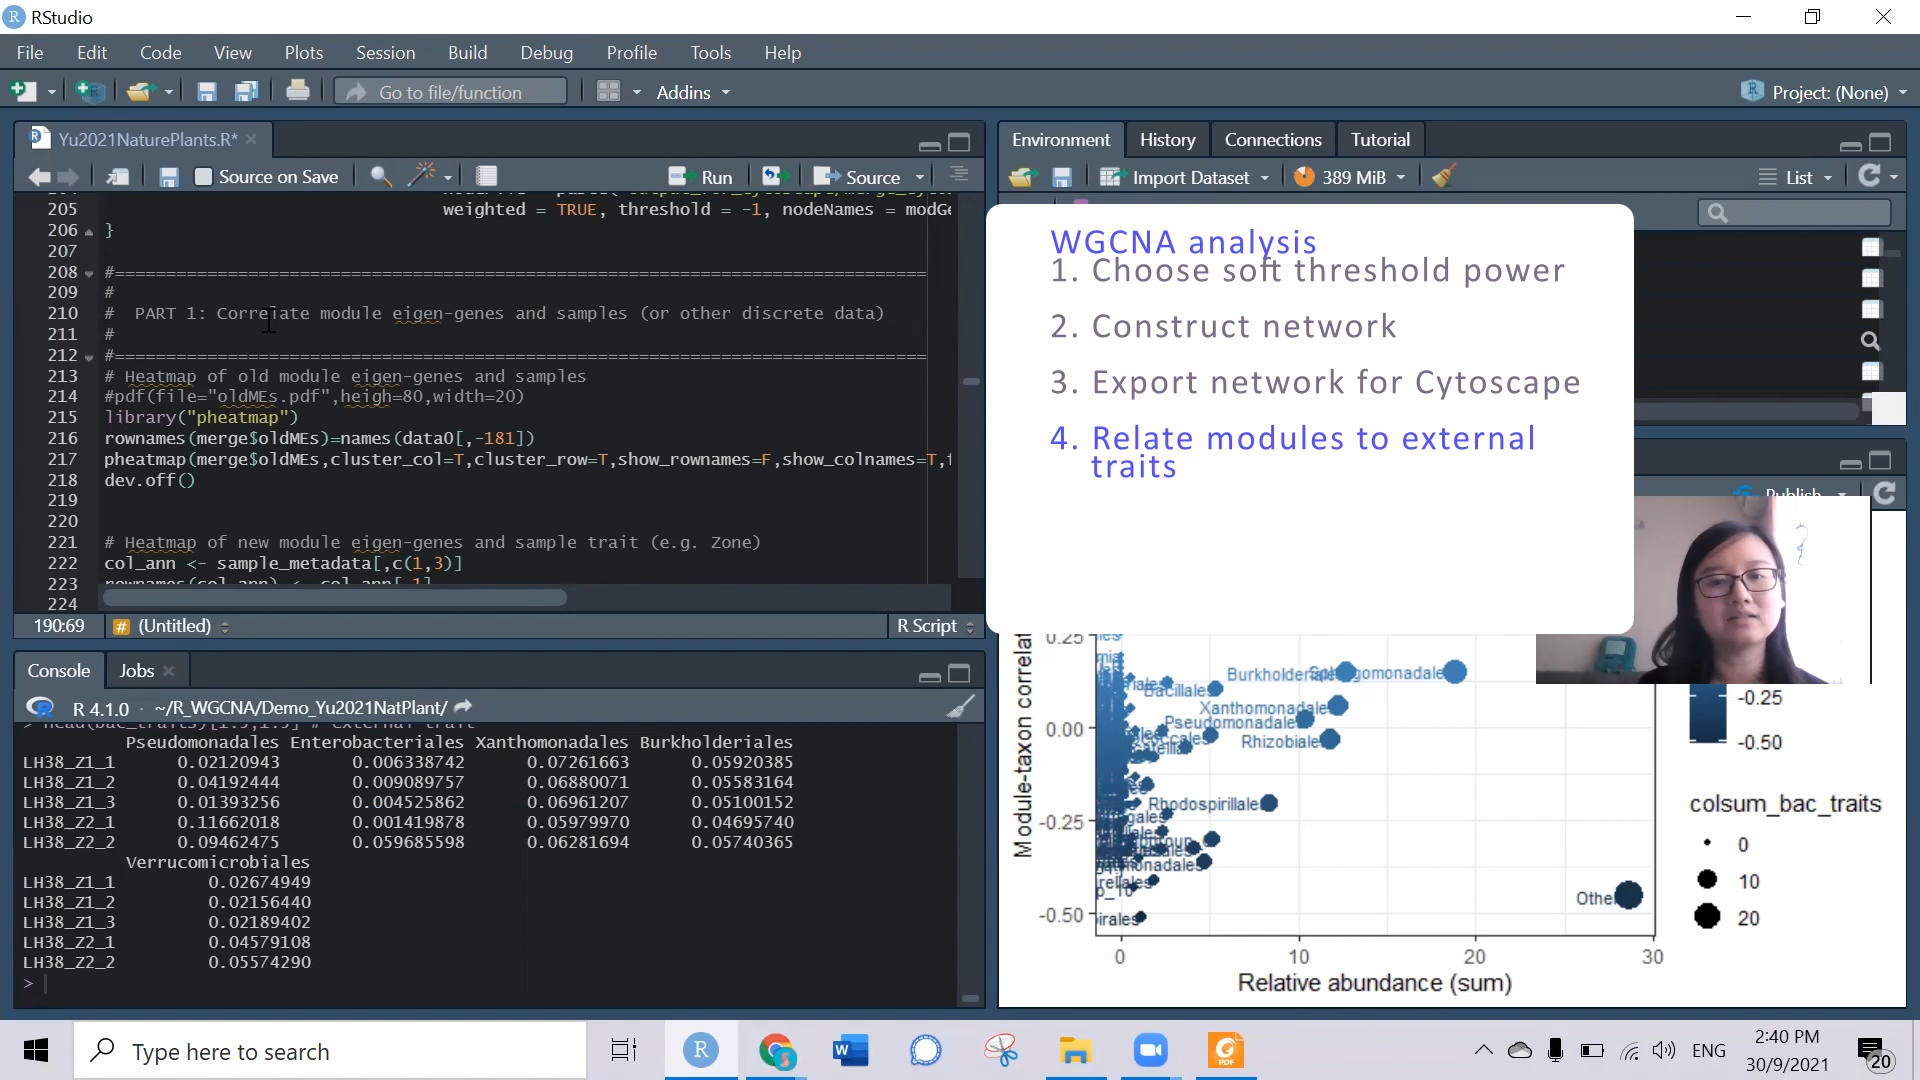 RStudio
File Edit Code View Plots Session Build Debug Profile Tools Help
Go to file/function
Addins
Project: (None)
Yu2021NaturePlants.R*
Source on Save
Run
Source
205 weighted = TRUE, threshold = -1, nodeNames =
206 }
207
208 #===============================================================================
209 #
210 # PART 1: Correlate module eigen-genes and samples (or other discrete data)
211 #
212 #===============================================================================
213 # Heatmap of old module eigen-genes and samples
214 #pdf(file="oldMEs.pdf",heigh=80,width=20)
215 library("pheatmap")
216 rownames(merge$oldMEs)=names(data0[,-181])
217 pheatmap(merge$oldMEs,cluster_col=T,cluster_row=T,show_rownames=F,show_colnames=T,
218 dev.off()
219
220
221 # Heatmap of new module eigen-genes and sample trait (e.g. Zone)
222 col_ann <- sample_metadata[,c(1,3)]
223
224
190:69 (Untitled) R Script
Console Jobs
R 4.1.0 · ~/R_WGCNA/Demo_Yu2021NatPlant/
Pseudomonadales Enterobacteriales Xanthomonadales Burkholderiales
LH38_Z1_1 0.02120943 0.006338742 0.07261663 0.05920385
LH38_Z1_2 0.04192444 0.009089757 0.06880071 0.05583164
LH38_Z1_3 0.01393256 0.004525862 0.06961207 0.05100152
LH38_Z2_1 0.11662018 0.001419878 0.05979970 0.04695740
LH38_Z2_2 0.09462475 0.059685598 0.06281694 0.05740365
Verrucomicrobiales
LH38_Z1_1 0.02674949
LH38_Z1_2 0.02156440
LH38_Z1_3 0.02189402
LH38_Z2_1 0.04579108
LH38_Z2_2 0.05574290
>
Environment History Connections Tutorial
Import Dataset
389 MiB
List
WGCNA analysis
1. Choose soft threshold power
2. Construct network
3. Export network for Cytoscape
4. Relate modules to external
traits
Publish
0.25
0.00
-0.25
-0.50
Module-taxon correlat
Bacillales
Xanthomonadale
Pseudomonadale
Rhizobiale
Rhodospirillale
Othe
0 10 20 30
Relative abundance (sum)
-0.25
-0.50
colsum_bac_traits
0
10
20
Type here to search
ENG
2:40 PM
30/9/2021
20